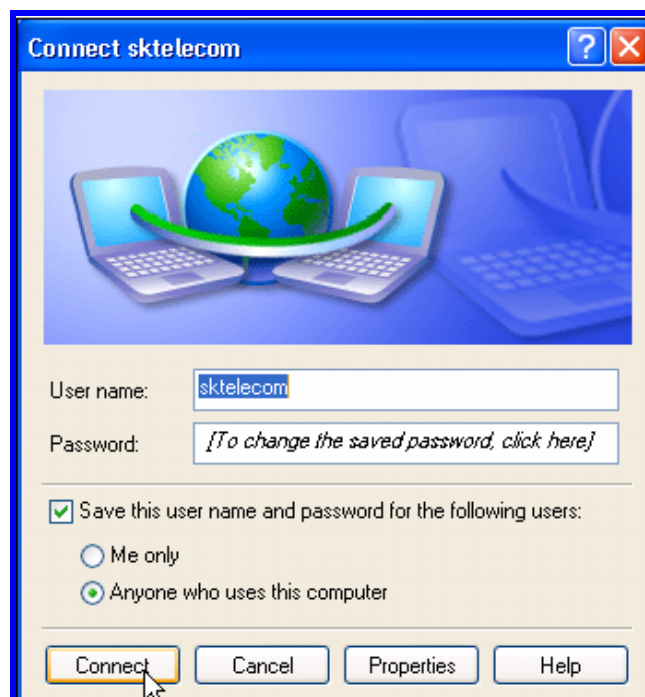 Connect sktelecom
User name: sktelecom
Password: [To change the saved password, click here]
Save this user name and password for the following users:
Me only
Anyone who uses this computer
Connect Cancel Properties Help